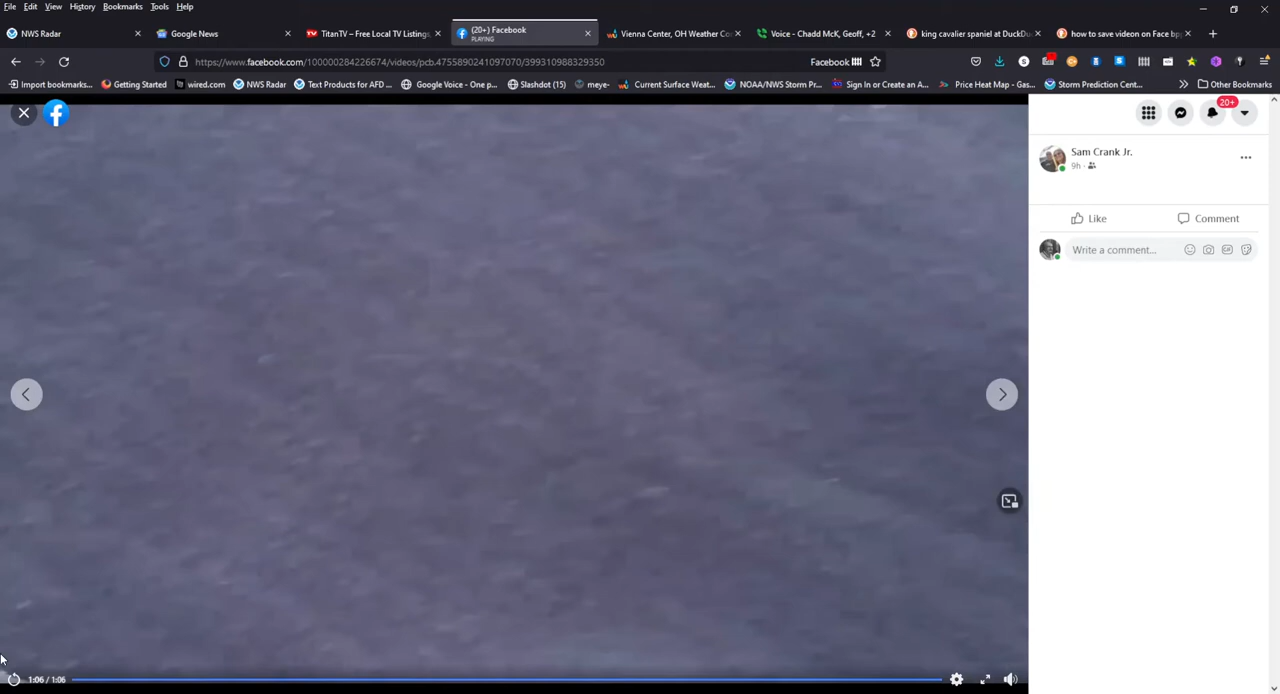 File Edit View History Bookmarks Tools Help
NWS Radar
Google News
TitanTV – Free Local TV Listings
(20+) Facebook
PLAYING
Vienna Center, OH Weather Co
Voice - Chadd McK, Geoff, +2
king cavalier spaniel at DuckDu
how to save videon on Face bp
https://www.facebook.com/100000284226674/videos/pcb.4755890241097070/399310988329350
Facebook
Import bookmarks...
Getting Started
wired.com
NWS Radar
Text Products for AFD ...
Google Voice - One p...
Slashdot (15)
meye-
Current Surface Weat...
NOAA/NWS Storm Pr...
Sign In or Create an A...
Price Heat Map - Gas...
Storm Prediction Cent...
Other Bookmarks
20+
Sam Crank Jr.
9h ·
Like
Comment
Write a comment...
1:06 / 1:06